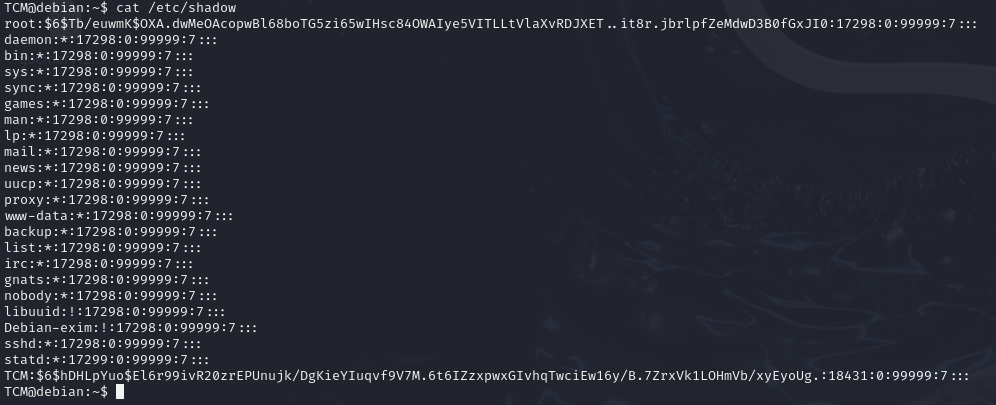 TCM@debian:~$ cat /etc/shadow
root:$6$Tb/euwmK$OXA.dwMeOAcopwBl68boTG5zi65wIHsc84OWAIye5VITLLtVlaXvRDJXET..it8r.jbrlpfZeMdwD3B0fGxJI0:17298:0:99999:7:::
daemon:*:17298:0:99999:7:::
bin:*:17298:0:99999:7:::
sys:*:17298:0:99999:7:::
sync:*:17298:0:99999:7:::
games:*:17298:0:99999:7:::
man:*:17298:0:99999:7:::
lp:*:17298:0:99999:7:::
mail:*:17298:0:99999:7:::
news:*:17298:0:99999:7:::
uucp:*:17298:0:99999:7:::
proxy:*:17298:0:99999:7:::
www-data:*:17298:0:99999:7:::
backup:*:17298:0:99999:7:::
list:*:17298:0:99999:7:::
irc:*:17298:0:99999:7:::
gnats:*:17298:0:99999:7:::
nobody:*:17298:0:99999:7:::
libuuid:!:17298:0:99999:7:::
Debian-exim:!:17298:0:99999:7:::
sshd:*:17298:0:99999:7:::
statd:*:17299:0:99999:7:::
TCM:$6$hDHLpYuo$El6r99ivR20zrEPUnujk/DgKieYIuqvf9V7M.6t6IZzxpwxGIvhqTwciEw16y/B.7ZrxVk1LOHmVb/xyEyoUg.:18431:0:99999:7:::
TCM@debian:~$